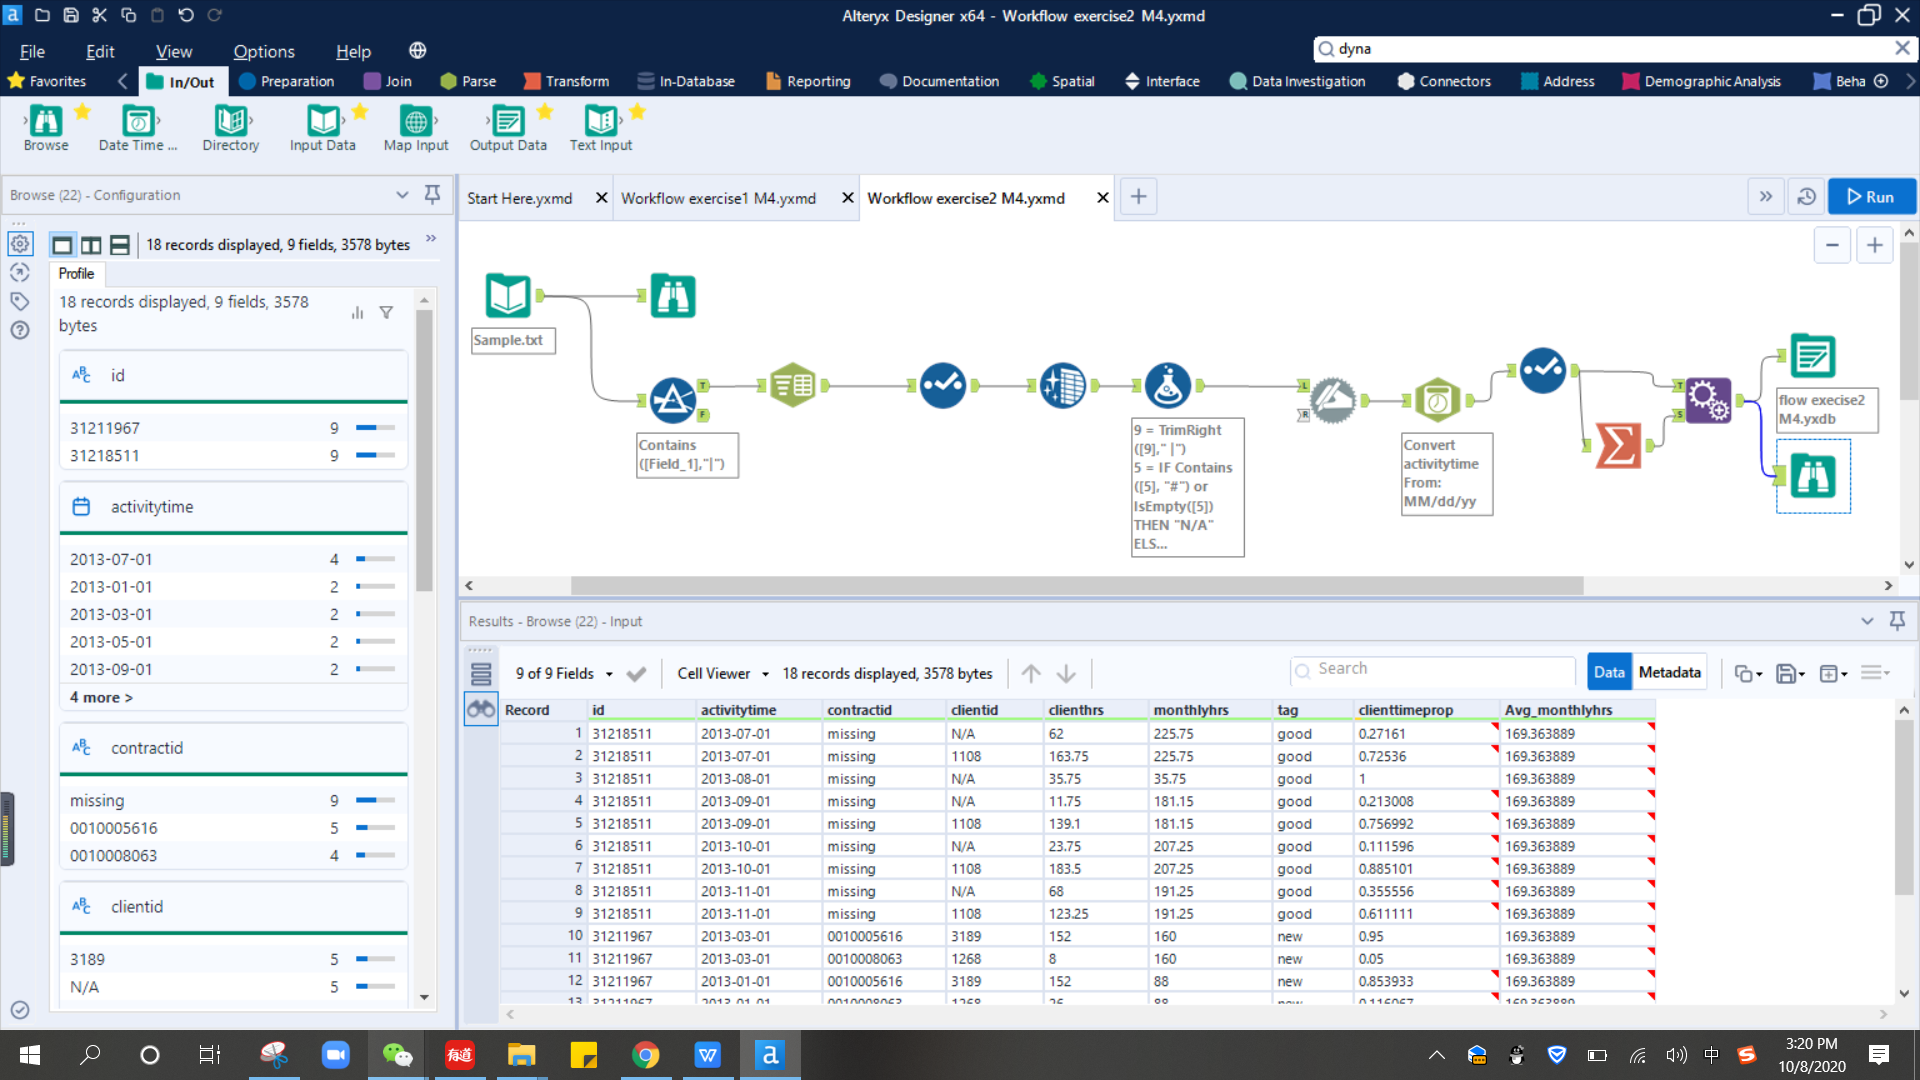 Alteryx Designer x64 - Workflow exercise2 M4.yxmd
File Edit View Options Help
dyna
Favorites In/Out Preparation Join Parse Transform In-Database Reporting Documentation Spatial Interface Data Investigation Connectors Address Demographic Analysis Beha
Browse Date Time ... Directory Input Data Map Input Output Data Text Input
Browse (22) - Configuration
Start Here.yxmd Workflow exercise1 M4.yxmd Workflow exercise2 M4.yxmd
Run
18 records displayed, 9 fields, 3578 bytes
Profile
18 records displayed, 9 fields, 3578
bytes
id
31211967 9
31218511 9
activitytime
2013-07-01 4
2013-01-01 2
2013-03-01 2
2013-05-01 2
2013-09-01 2
4 more >
contractid
missing 9
0010005616 5
0010008063 4
clientid
3189 5
N/A 5
Sample.txt
T
F
Contains
([Field_1],"|")
9 = TrimRight
([9]," |")
5 = IF Contains
([5], "#") or
IsEmpty([5])
THEN "N/A"
ELS...
L
R
Convert
activitytime
From:
MM/dd/yy
T
S
flow execise2
M4.yxdb
Results - Browse (22) - Input
9 of 9 Fields Cell Viewer 18 records displayed, 3578 bytes Search Data Metadata
Record id activitytime contractid clientid clienthrs monthlyhrs tag clienttimeprop Avg_monthlyhrs
1 31218511 2013-07-01 missing N/A 62 225.75 good 0.27161 169.363889
2 31218511 2013-07-01 missing 1108 163.75 225.75 good 0.72536 169.363889
3 31218511 2013-08-01 missing N/A 35.75 35.75 good 1 169.363889
4 31218511 2013-09-01 missing N/A 11.75 181.15 good 0.213008 169.363889
5 31218511 2013-09-01 missing 1108 139.1 181.15 good 0.756992 169.363889
6 31218511 2013-10-01 missing N/A 23.75 207.25 good 0.111596 169.363889
7 31218511 2013-10-01 missing 1108 183.5 207.25 good 0.885101 169.363889
8 31218511 2013-11-01 missing N/A 68 191.25 good 0.355556 169.363889
9 31218511 2013-11-01 missing 1108 123.25 191.25 good 0.611111 169.363889
10 31211967 2013-03-01 0010005616 3189 152 160 new 0.95 169.363889
11 31211967 2013-03-01 0010008063 1268 8 160 new 0.05 169.363889
12 31211967 2013-01-01 0010005616 3189 152 88 new 0.853933 169.363889
13 31211967 2013-01-01 0010008063 1268 26 88 new 169.363889
有道
中
3:20 PM
10/8/2020